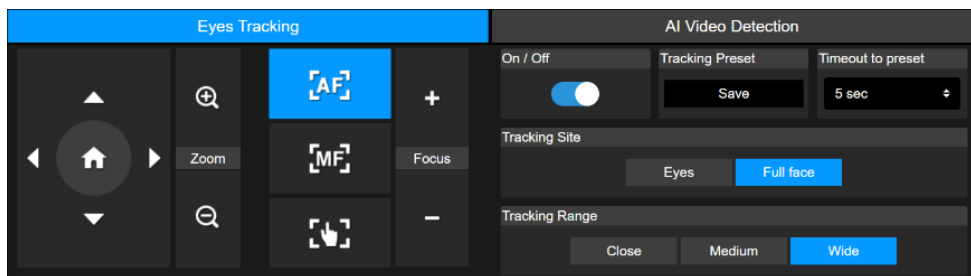 Eyes Tracking
AI Video Detection
On / Off
Tracking Preset
Timeout to preset
AF
Save
5 sec
Tracking Site
Zoom
MF
Focus
Eyes
Full face
Tracking Range
Close
Medium
Wide